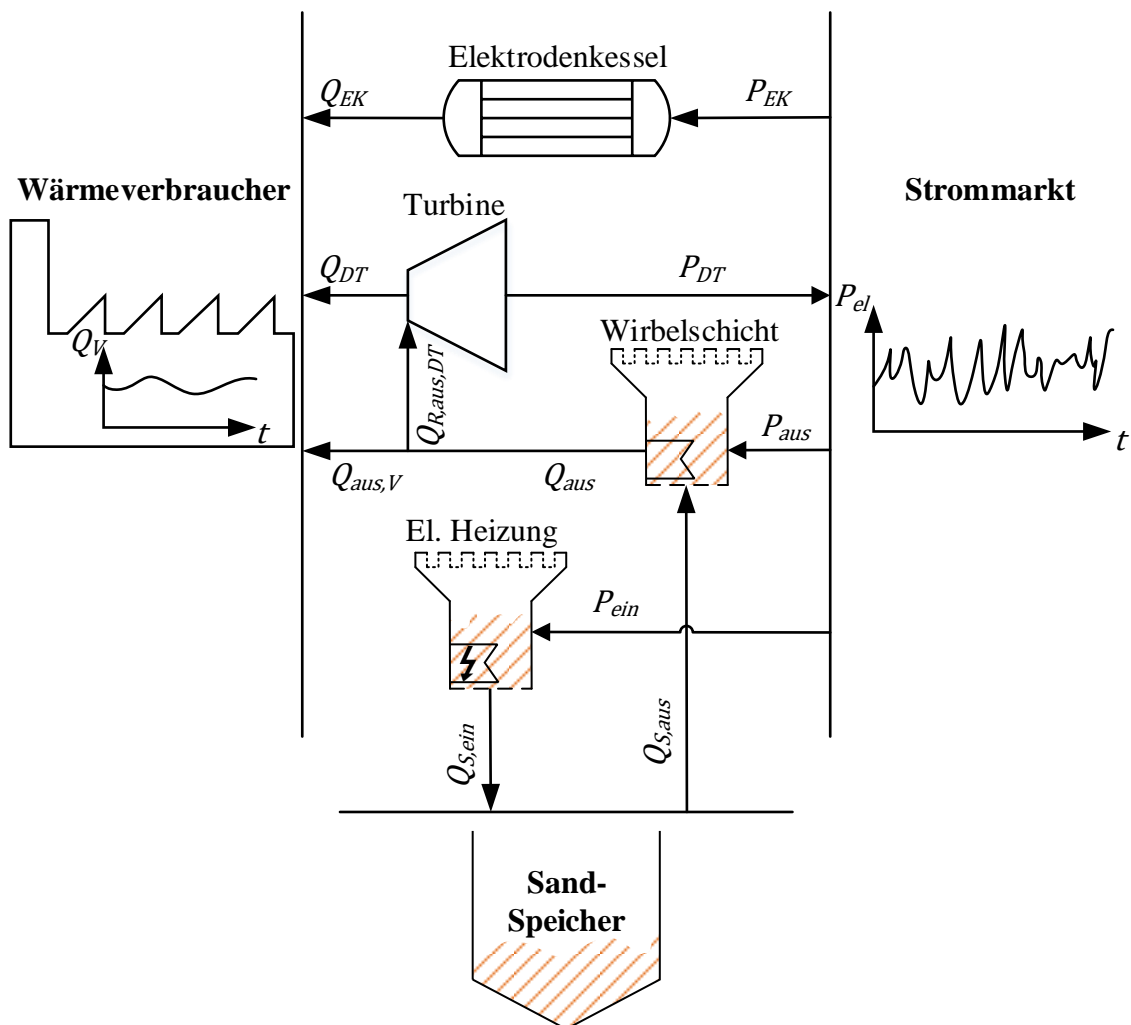 Elektrodenkessel
Q_EK
P_EK
Wärmeverbraucher
Turbine
Strommarkt
Q_DT
P_DT
P_el
Wirbelschicht
Q_V
Q_R,aus,DT
P_aus
t
t
Q_aus,V
Q_aus
El. Heizung
P_ein
Q_S,ein
Q_S,aus
Sand-
Speicher